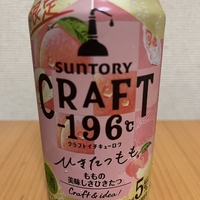 限定
SUNTORY
CRAFT
-196℃
クラフトイチキューロク
ひきたつもも。
ももの
美味しさひきたつ
Craft & idea!
5